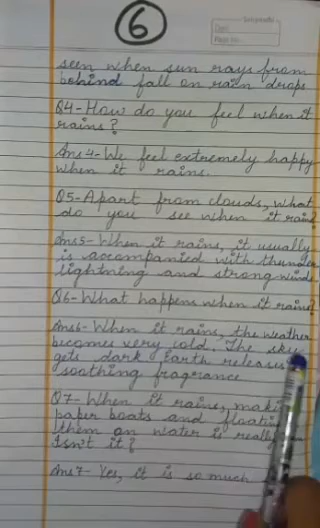 6
Saujanya
Date
Page No.
seen when sun rays from
behind fall on rain drops
Q4-How do you feel when it
rains?
Ans4-We feel extremely happy
when it rains.
Q5-Apart from clouds, what
do you see when it rains?
Ans5-When it rains, it usually
is accompanied with thunder
lightning and strong winds
Q6-What happens when it rains?
Ans6-When it rains, the weather
becomes very cold. The sky
gets dark Earth releases
soothing fragrance
Q7-When it rains,
paper boats and
them on water is
Isn't it?
Ans7-Yes, it is so much